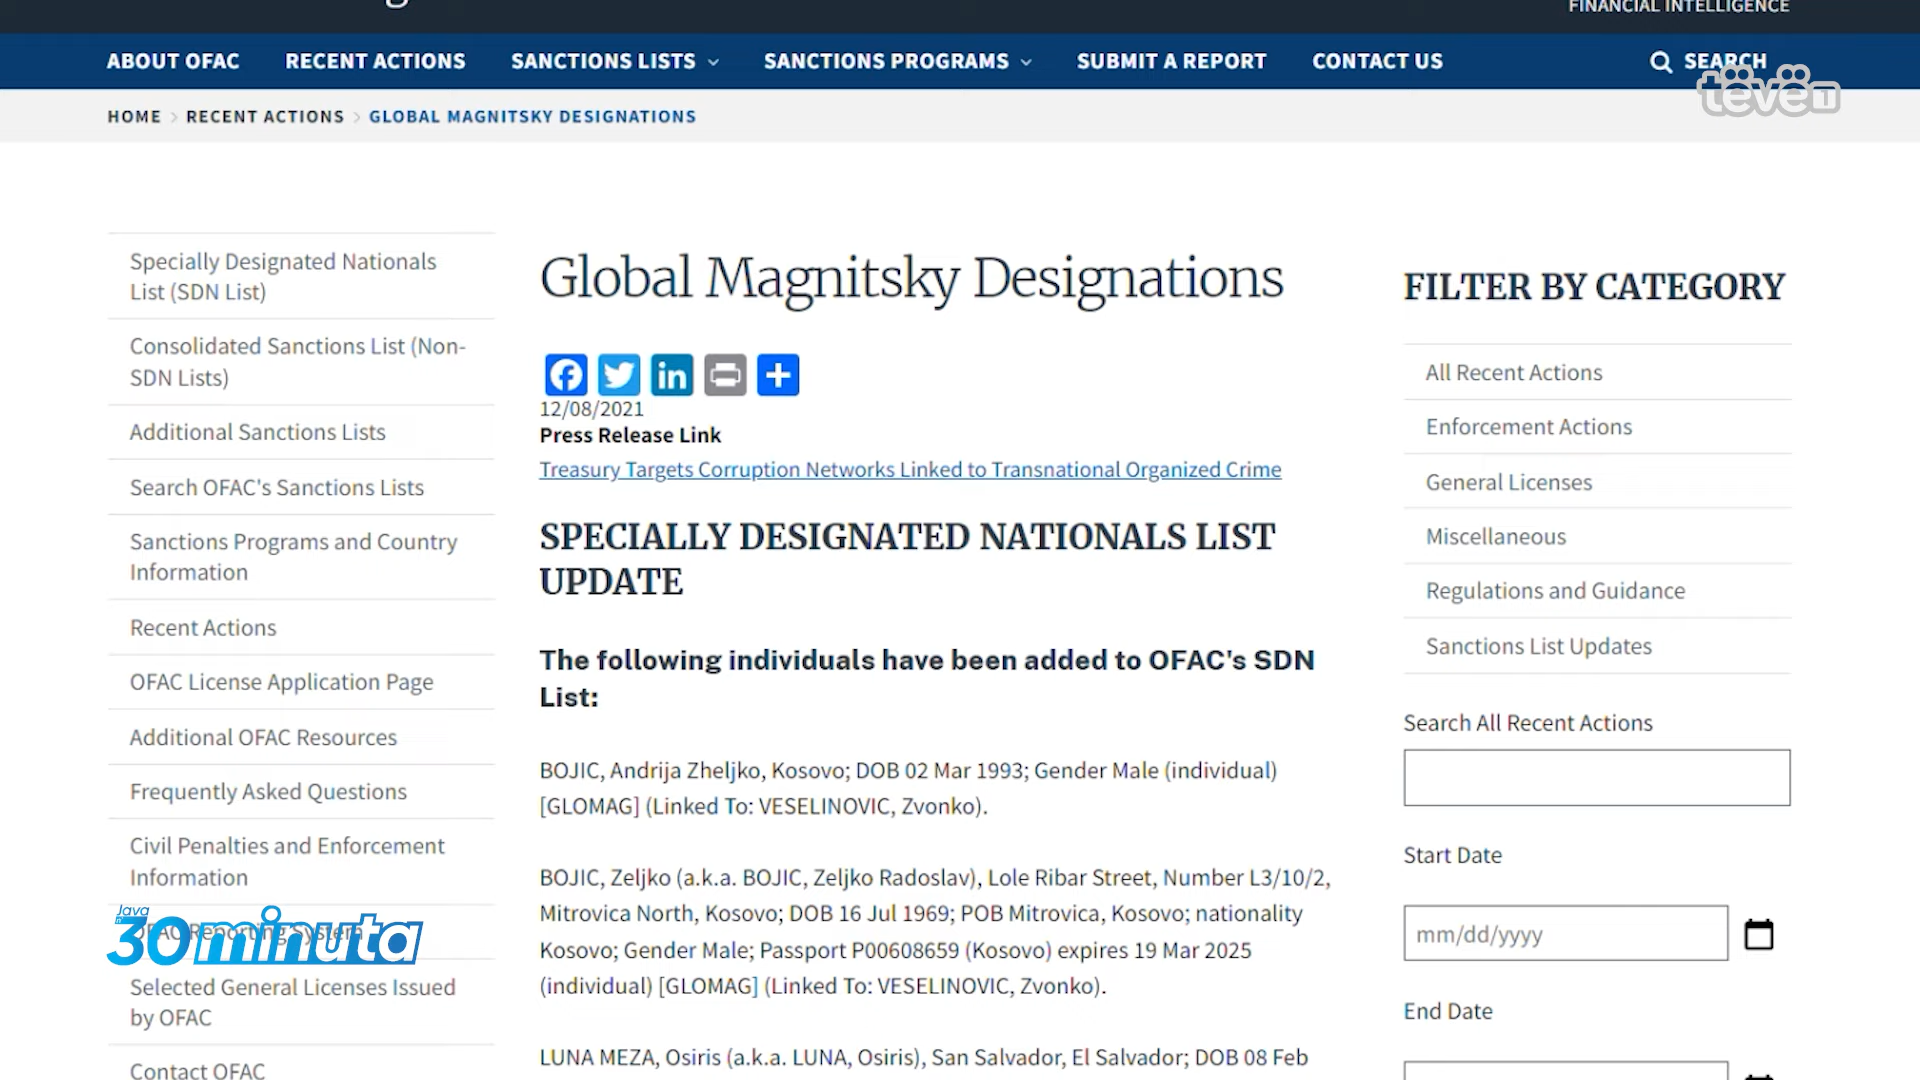 FINANCIAL INTELLIGENCE
ABOUT OFAC
RECENT ACTIONS
SANCTIONS LISTS
SANCTIONS PROGRAMS
SUBMIT A REPORT
CONTACT US
SEARCH
tëvë1
HOME > RECENT ACTIONS > GLOBAL MAGNITSKY DESIGNATIONS
Specially Designated Nationals
List (SDN List)
Consolidated Sanctions List (Non-
SDN Lists)
Additional Sanctions Lists
Search OFAC's Sanctions Lists
Sanctions Programs and Country
Information
Recent Actions
OFAC License Application Page
Additional OFAC Resources
Frequently Asked Questions
Civil Penalties and Enforcement
Information
OFAC Reporting System
Java
në
30minuta
Selected General Licenses Issued
by OFAC
Contact OFAC
Global Magnitsky Designations
12/08/2021
Press Release Link
Treasury Targets Corruption Networks Linked to Transnational Organized Crime
SPECIALLY DESIGNATED NATIONALS LIST
UPDATE
The following individuals have been added to OFAC's SDN
List:
BOJIC, Andrija Zheljko, Kosovo; DOB 02 Mar 1993; Gender Male (individual)
[GLOMAG] (Linked To: VESELINOVIC, Zvonko).
BOJIC, Zeljko (a.k.a. BOJIC, Zeljko Radoslav), Lole Ribar Street, Number L3/10/2,
Mitrovica North, Kosovo; DOB 16 Jul 1969; POB Mitrovica, Kosovo; nationality
Kosovo; Gender Male; Passport P00608659 (Kosovo) expires 19 Mar 2025
(individual) [GLOMAG] (Linked To: VESELINOVIC, Zvonko).
LUNA MEZA, Osiris (a.k.a. LUNA, Osiris), San Salvador, El Salvador; DOB 08 Feb
FILTER BY CATEGORY
All Recent Actions
Enforcement Actions
General Licenses
Miscellaneous
Regulations and Guidance
Sanctions List Updates
Search All Recent Actions
Start Date
mm/dd/yyyy
End Date